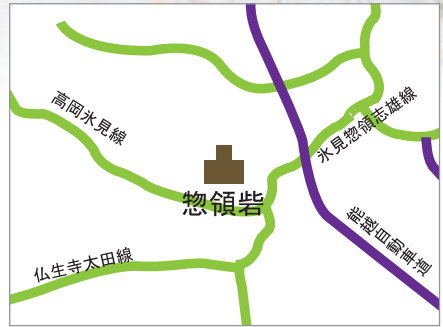 高岡氷見線
氷見惣領志雄線
惣領砦
能越自動車道
仏生寺太田線